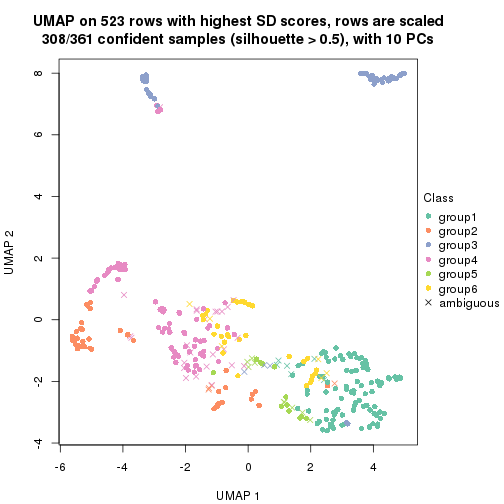 UMAP on 523 rows with highest SD scores, rows are scaled
308/361 confident samples (silhouette > 0.5), with 10 PCs
8
6
4
2
0
-2
-4
UMAP 2
-6
-4
-2
0
2
4
UMAP 1
Class
group1
group2
group3
group4
group5
group6
ambiguous